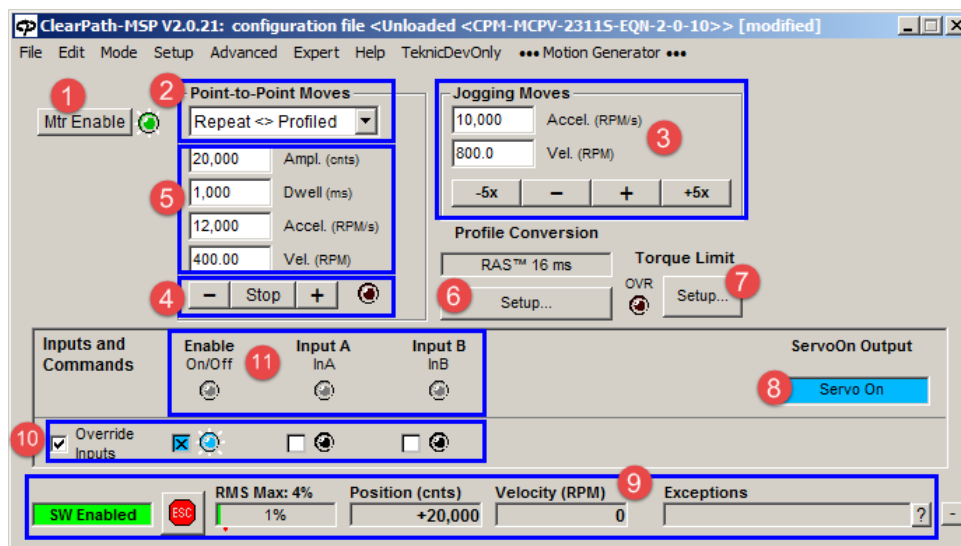 ClearPath-MSP V2.0.21: configuration file <Unloaded <CPM-MCPV-2311S-EQN-2-0-10>> [modified]
File Edit Mode Setup Advanced Expert Help TeknicDevOnly ••• Motion Generator •••
1
Mtr Enable
2
Point-to-Point Moves
Repeat <> Profiled
5
20,000 Ampl. (cnts)
1,000 Dwell (ms)
12,000 Accel. (RPM/s)
400.00 Vel. (RPM)
4
− Stop +
Jogging Moves
10,000 Accel. (RPM/s)
3
800.0 Vel. (RPM)
-5x − + +5x
Profile Conversion
RAS™ 16 ms
6
Setup...
Torque Limit
OVR
Setup...
7
Inputs and Commands
Enable
On/Off
11
Input A
InA
Input B
InB
ServoOn Output
8
Servo On
10
Override
Inputs
9
SW Enabled
ESC
RMS Max: 4%
1%
Position (cnts)
+20,000
Velocity (RPM)
0
Exceptions
?
-